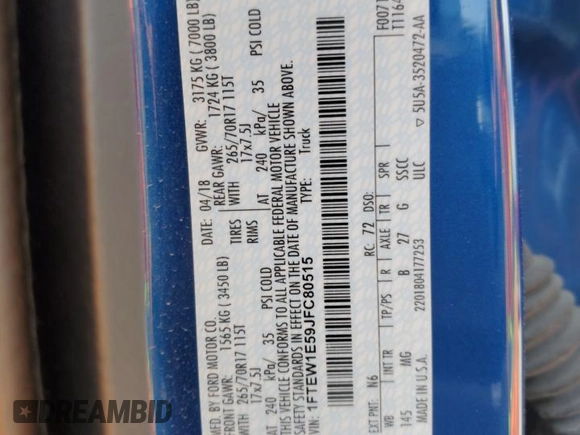 MFD. BY FORD MOTOR CO.
DATE: 04/18 GVWR: 3175 KG ( 7000 LB)
FRONT GAWR: 1565 KG ( 3450 LB) REAR GAWR: 1724 KG ( 3800 LB)
WITH 265/70R17 115T TIRES WITH 265/70R17 115T
17x7.5J RIMS 17x7.5J
AT 240 kPa/ 35 PSI COLD AT 240 kPa/ 35 PSI COLD
THIS VEHICLE CONFORMS TO ALL APPLICABLE FEDERAL MOTOR VEHICLE
SAFETY STANDARDS IN EFFECT ON THE DATE OF MANUFACTURE SHOWN ABOVE.
VIN: 1FTEW1E59JFC80515 TYPE: Truck
F0071
T1164
EXT PNT: N6 RC: 72 DSO:
INT TR TP/PS R AXLE TR SPR
145 MG B 27 G SSCC
MADE IN U.S.A. 2201804177253 ULC
▽ 5U5A-3520472-AA
DREAMBID